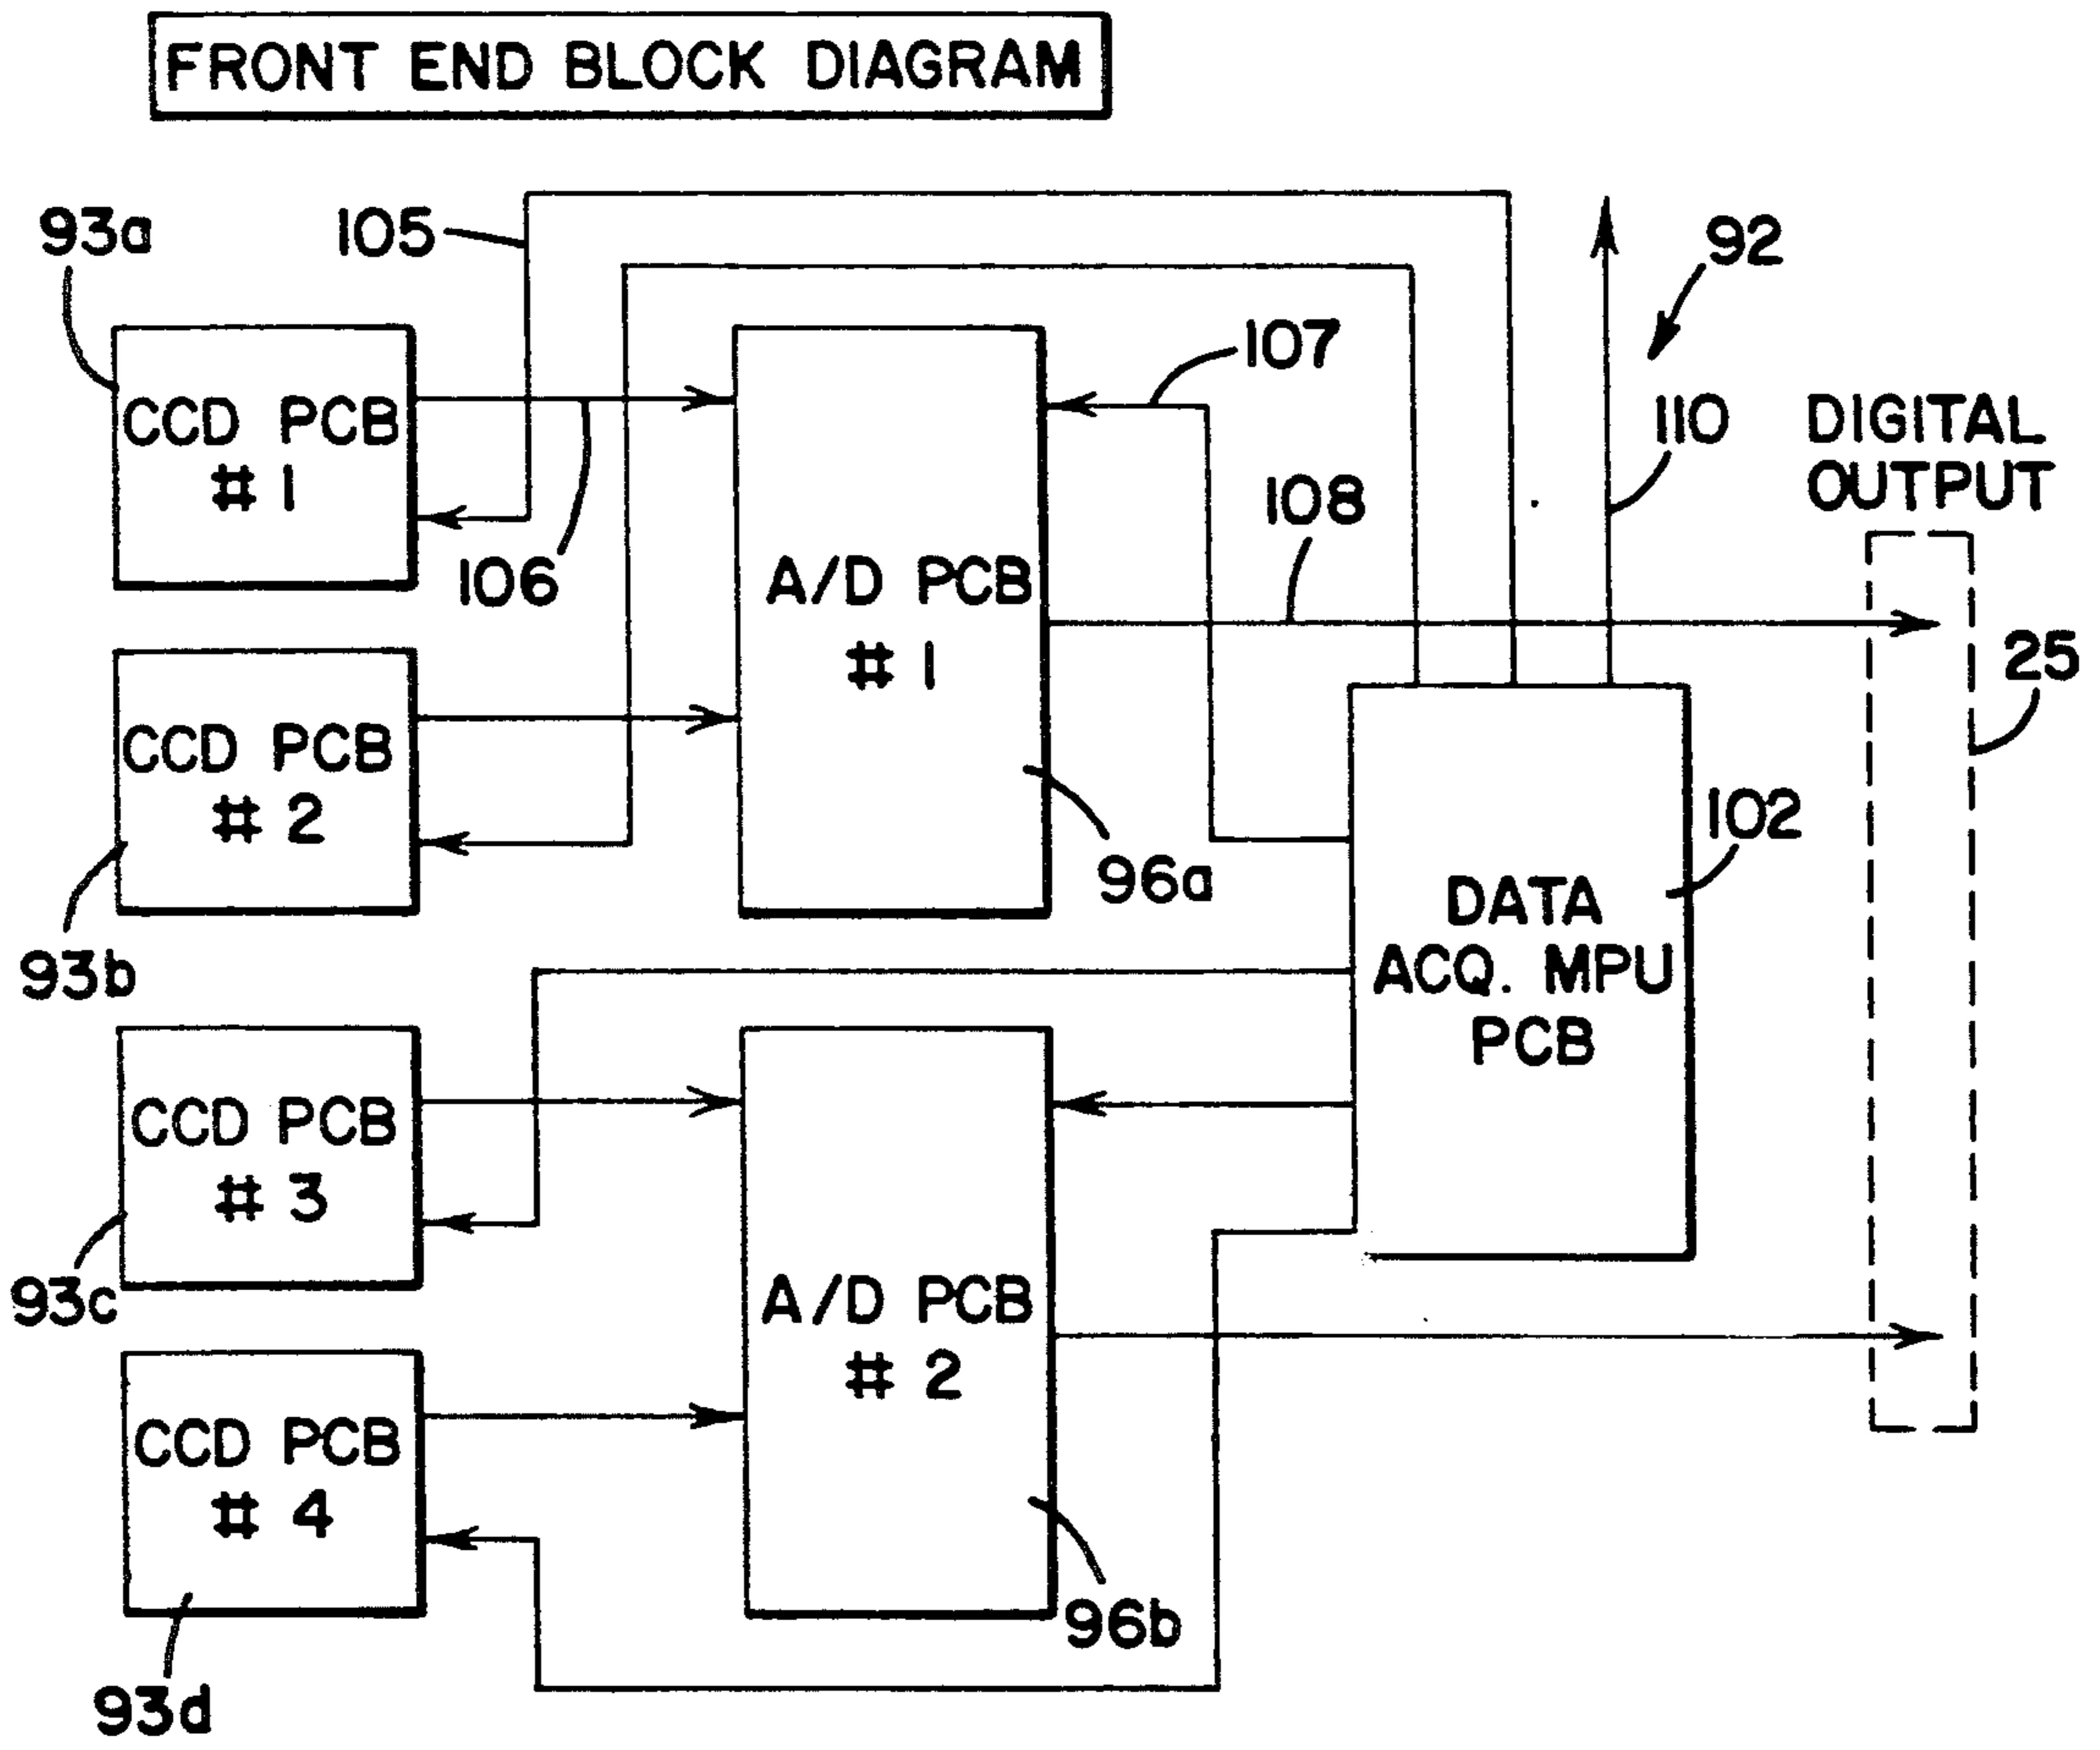 FRONT END BLOCK DIAGRAM
93a
105
92
107
110
DIGITAL
OUTPUT
CCD PCB
# 1
108
106
A/D PCB
# 1
25
CCD PCB
# 2
102
96a
DATA
ACQ. MPU
PCB
93b
CCD PCB
# 3
93c
A/D PCB
# 2
CCD PCB
# 4
96b
93d